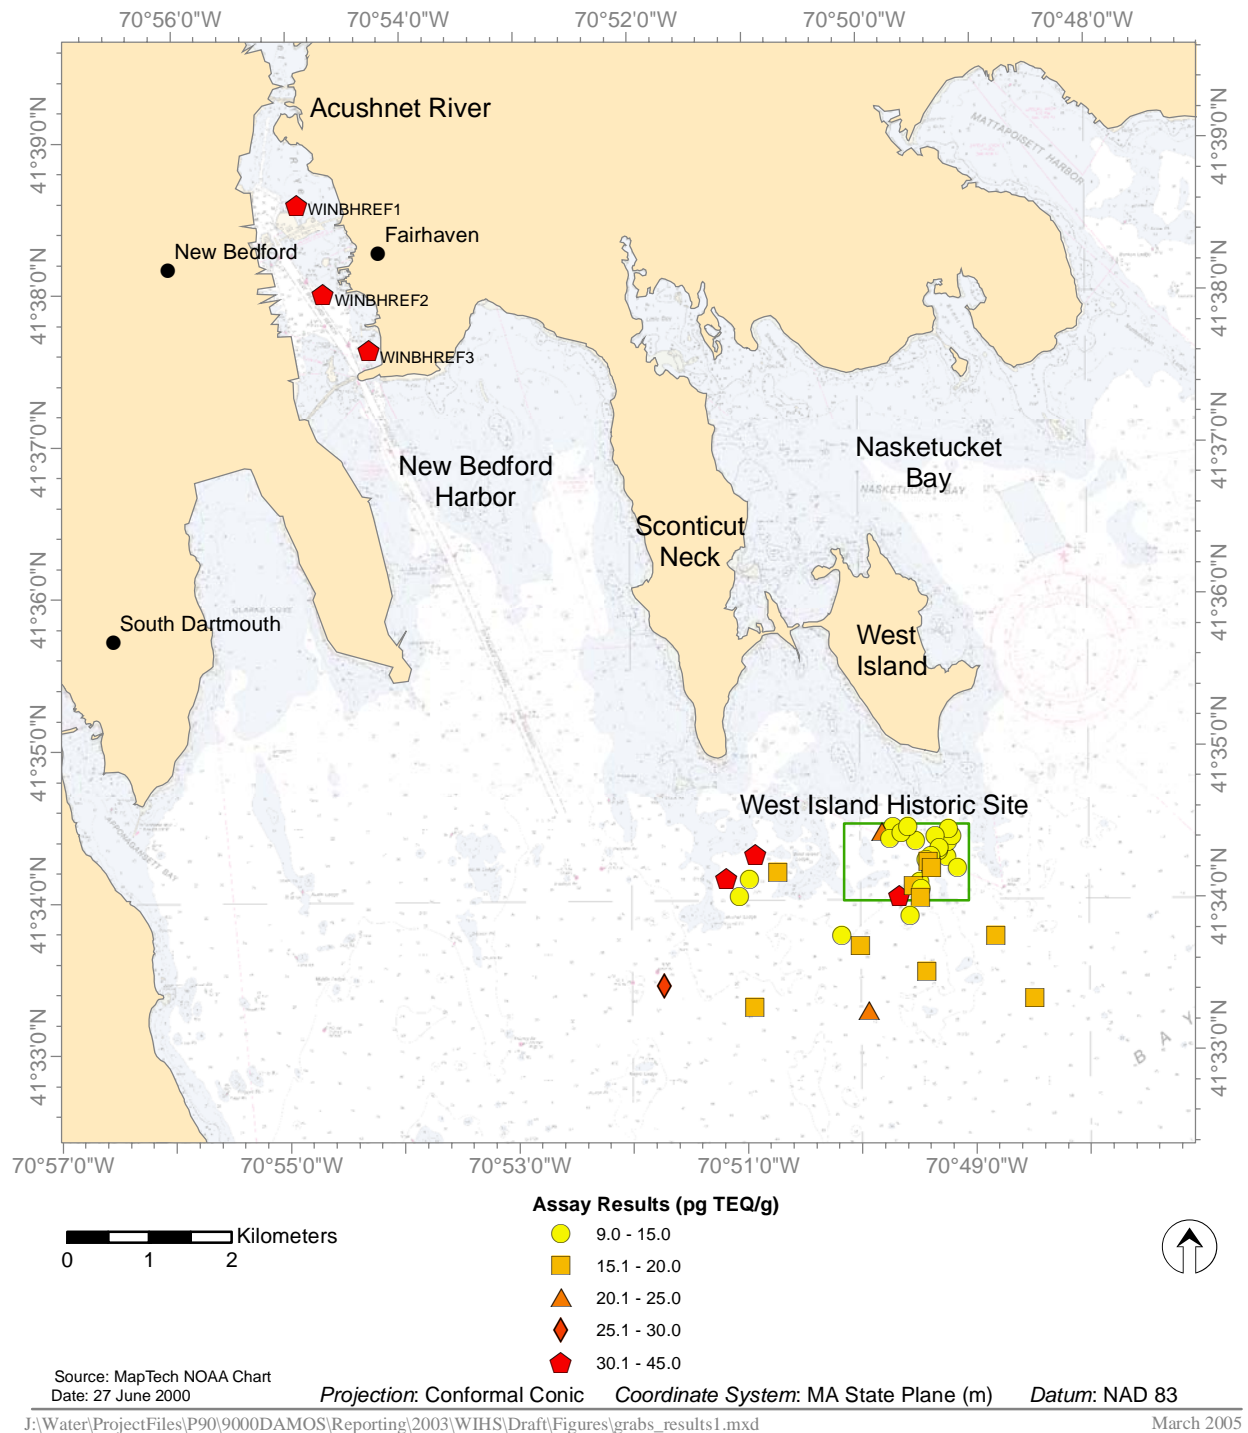 70°56'0"W 70°54'0"W 70°52'0"W 70°50'0"W 70°48'0"W
41°39'0"N
41°38'0"N
41°37'0"N
41°36'0"N
41°35'0"N
41°34'0"N
41°33'0"N
41°39'0"N
41°38'0"N
41°37'0"N
41°36'0"N
41°35'0"N
41°34'0"N
41°33'0"N
Acushnet River
MATTAPOISETT HARBOR
WINBHREF1
Fairhaven
New Bedford
WINBHREF2
WINBHREF3
New Bedford
Harbor
Nasketucket
Bay
NASKETUCKET BAY
Sconticut
Neck
CLARKS COVE
South Dartmouth
West
Island
West Island Historic Site
APPONAGANSETT BAY
BAY
70°57'0"W 70°55'0"W 70°53'0"W 70°51'0"W 70°49'0"W
Assay Results (pg TEQ/g)
9.0 - 15.0
15.1 - 20.0
20.1 - 25.0
25.1 - 30.0
30.1 - 45.0
Kilometers
0 1 2
Source: MapTech NOAA Chart
Date: 27 June 2000
Projection: Conformal Conic Coordinate System: MA State Plane (m) Datum: NAD 83
J:\Water\ProjectFiles\P90\9000DAMOS\Reporting\2003\WIHS\Draft\Figures\grabs_results1.mxd March 2005